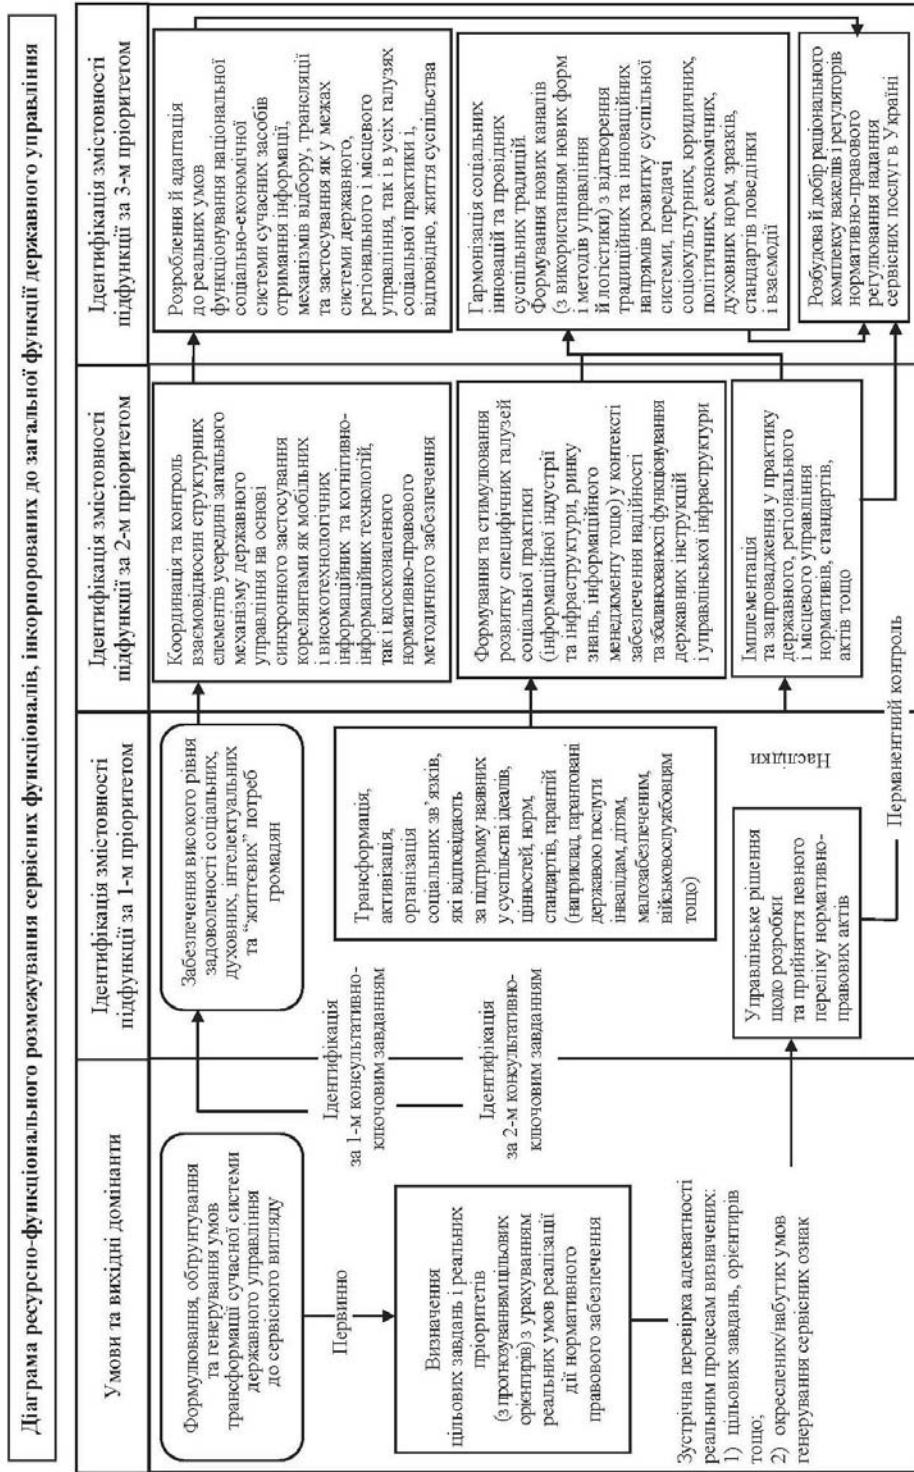 Діаграма ресурсно-функціонального розмежування сервісних функціоналів, інкорпорованих до загальної функції державного управління
Умови та вихідні домінанти
Ідентифікація змістовності
підфункції за 1-м пріоритетом
Ідентифікація змістовності
підфункції за 2-м пріоритетом
Ідентифікація змістовності
підфункції за 3-м пріоритетом
Формулювання, обґрунтування
та генерування умов
трансформації сучасної системи
державного управління
до сервісного вигляду
Первинно
Визначення
цільових завдань і реальних
пріоритетів
(з прогнозуванням цільових
орієнтирів) з урахуванням
реальних умов реалізації
дії нормативного
правового забезпечення
Зустрічна перевірка адекватності
реальним процесам визначених:
1) цільових завдань, орієнтирів
тощо;
2) окреслених/набутих умов
генерування сервісних ознак
Ідентифікація
за 1-м консультативно-
ключовим завданням
Ідентифікація
за 2-м консультативно-
ключовим завданням
Забезпечення високого рівня
задоволеності соціальних,
духовних, інтелектуальних
та “життєвих” потреб
громадян
Трансформація,
активізація,
організація
соціальних зв’язків,
які відповідають
за підтримку наявних
у суспільстві ідеалів,
цінностей, норм,
стандартів, гарантій
(наприклад, гарантовані
державою послуги
інвалідам, дітям,
малозабезпеченим,
військовослужбовцям
тощо)
Управлінське рішення
щодо розробки
та прийняття певного
переліку нормативно-
правових актів
Наслідки
Перманентний контроль
Координація та контроль
взаємовідносин структурних
елементів усередині загального
механізму державного
управління на основі
синхронного застосування
корелянтами як мобільних
і високотехнологічних
інформаційних та когнітивно-
інформаційних технологій,
так і вдосконаленого
нормативно-правового
методичного забезпечення
Формування та стимулювання
розвитку специфічних галузей
соціальної практики
(інформаційної індустрії
та інфраструктури, ринку
знань, інформаційного
менеджменту тощо) у контексті
забезпечення надійності
та збалансованості функціонування
державних інструкцій
і управлінської інфраструктури
Імплементація
та запровадження у практику
державного, регіонального
і місцевого управління
нормативів, стандартів,
актів тощо
Розроблення й адаптація
до реальних умов
функціонування національної
соціально-економічної
системи сучасних засобів
отримання інформації,
механізмів відбору, трансляції
та застосування як у межах
системи державного,
регіонального і місцевого
управління, так і в усіх галузях
соціальної практики і,
відповідно, життя суспільства
Гармонізація соціальних
інновацій та провідних
суспільних традицій.
Формування нових каналів
(з використанням нових форм
і методів управління
й логістики) з відтворення
традиційних та інноваційних
напрямів розвитку суспільної
системи, передачі
соціокультурних, юридичних,
політичних, економічних,
духовних норм, зразків,
стандартів поведінки
і взаємодії
Розбудова й добір раціонального
комплексу важелів і регуляторів
нормативно-правового
регулювання надання
сервісних послуг в Україні